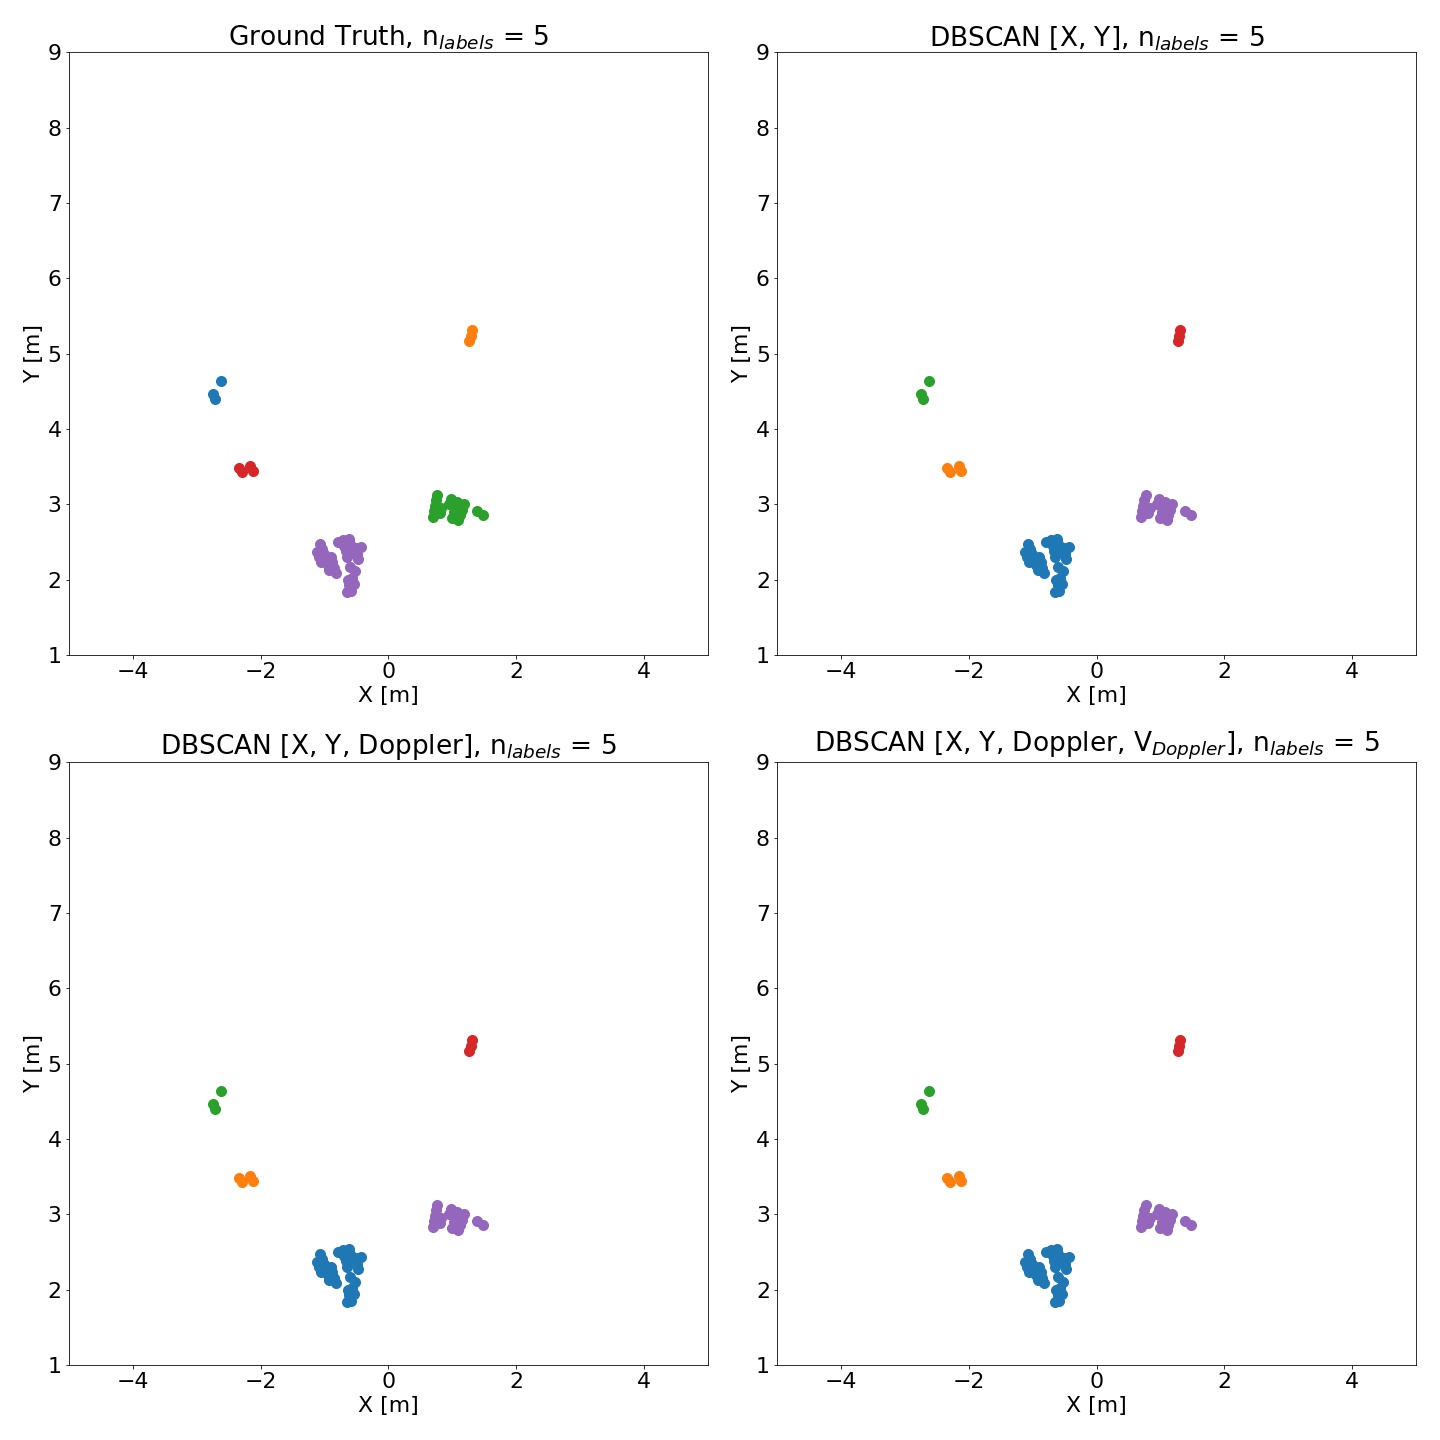 Ground Truth, n_labels = 5
9
8
7
6
5
4
3
2
1
Y [m]
−4 −2 0 2 4
X [m]
DBSCAN [X, Y], n_labels = 5
9
8
7
6
5
4
3
2
1
Y [m]
−4 −2 0 2 4
X [m]
DBSCAN [X, Y, Doppler], n_labels = 5
9
8
7
6
5
4
3
2
1
Y [m]
−4 −2 0 2 4
X [m]
DBSCAN [X, Y, Doppler, V_Doppler], n_labels = 5
9
8
7
6
5
4
3
2
1
Y [m]
−4 −2 0 2 4
X [m]